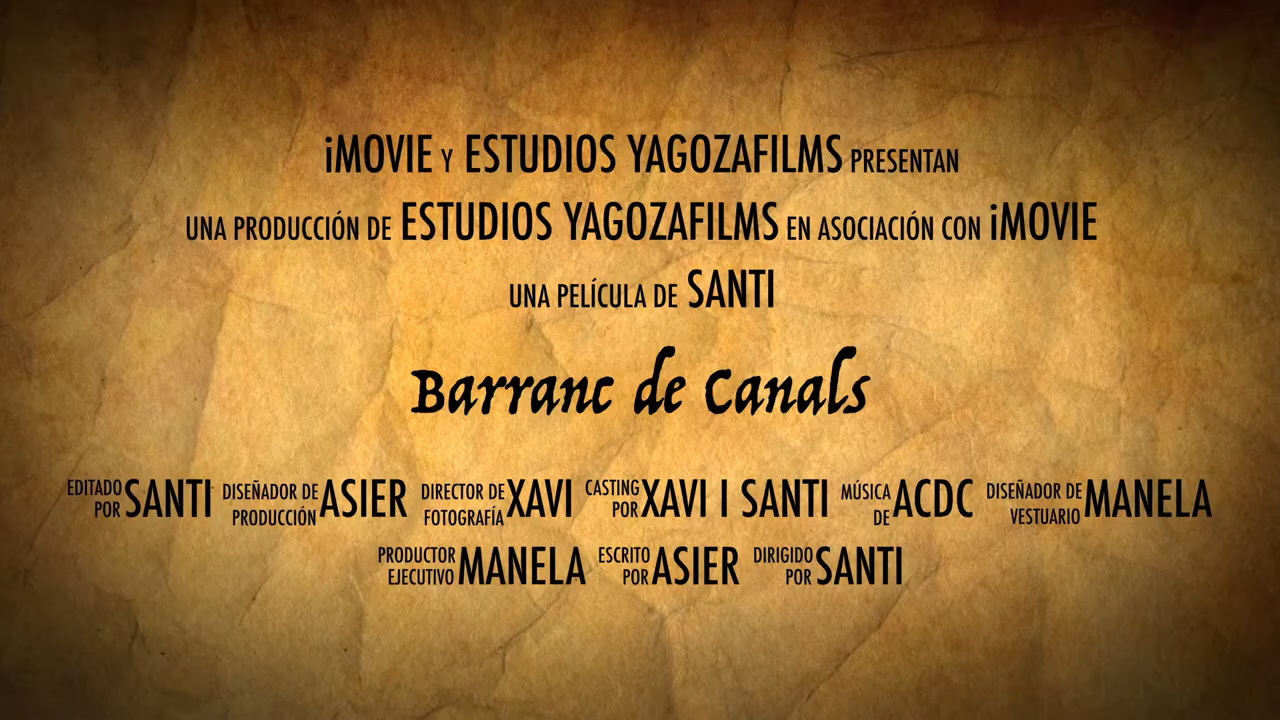 iMOVIE Y ESTUDIOS YAGOZAFILMS PRESENTAN
UNA PRODUCCIÓN DE ESTUDIOS YAGOZAFILMS EN ASOCIACIÓN CON iMOVIE
UNA PELÍCULA DE SANTI
Barranc de Canals
EDITADO POR SANTI DISEÑADOR DE PRODUCCIÓN ASIER DIRECTOR DE FOTOGRAFÍA XAVI CASTING POR XAVI I SANTI MÚSICA DE ACDC DISEÑADOR DE VESTUARIO MANELA
PRODUCTOR EJECUTIVO MANELA ESCRITO POR ASIER DIRIGIDO POR SANTI